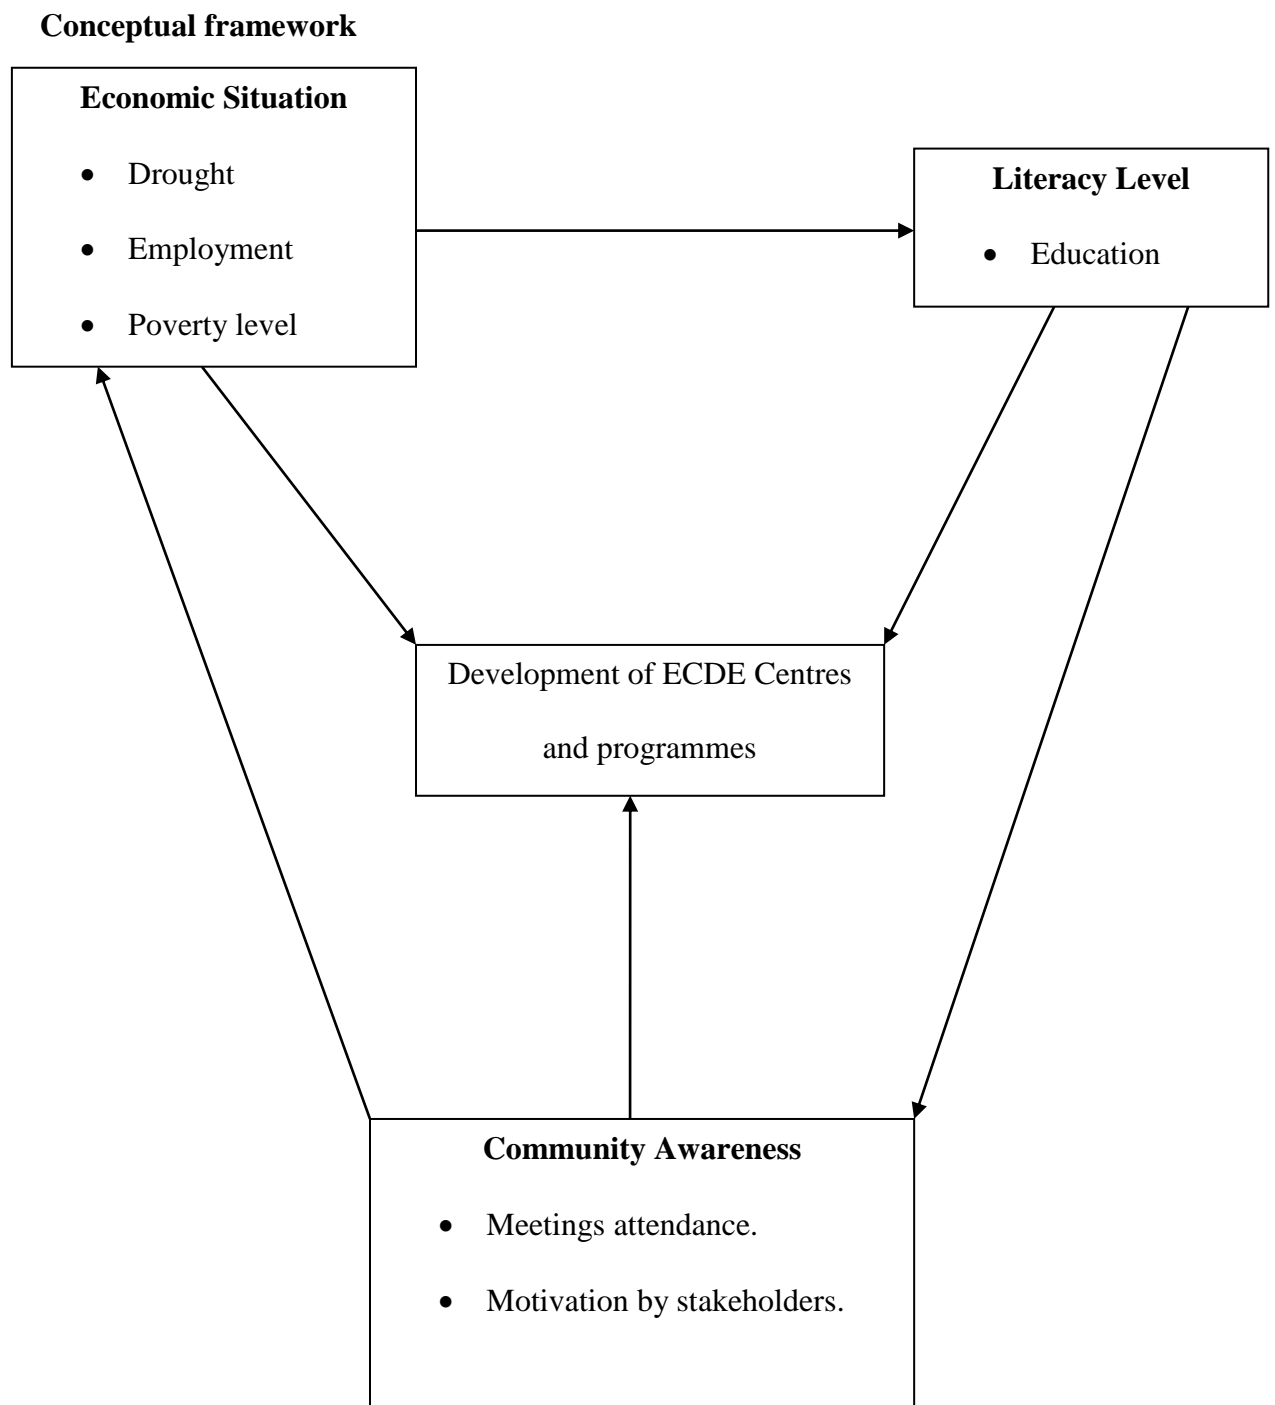 Conceptual framework
Economic Situation
• Drought
• Employment
• Poverty level
Literacy Level
• Education
Development of ECDE Centres
and programmes
Community Awareness
• Meetings attendance.
• Motivation by stakeholders.